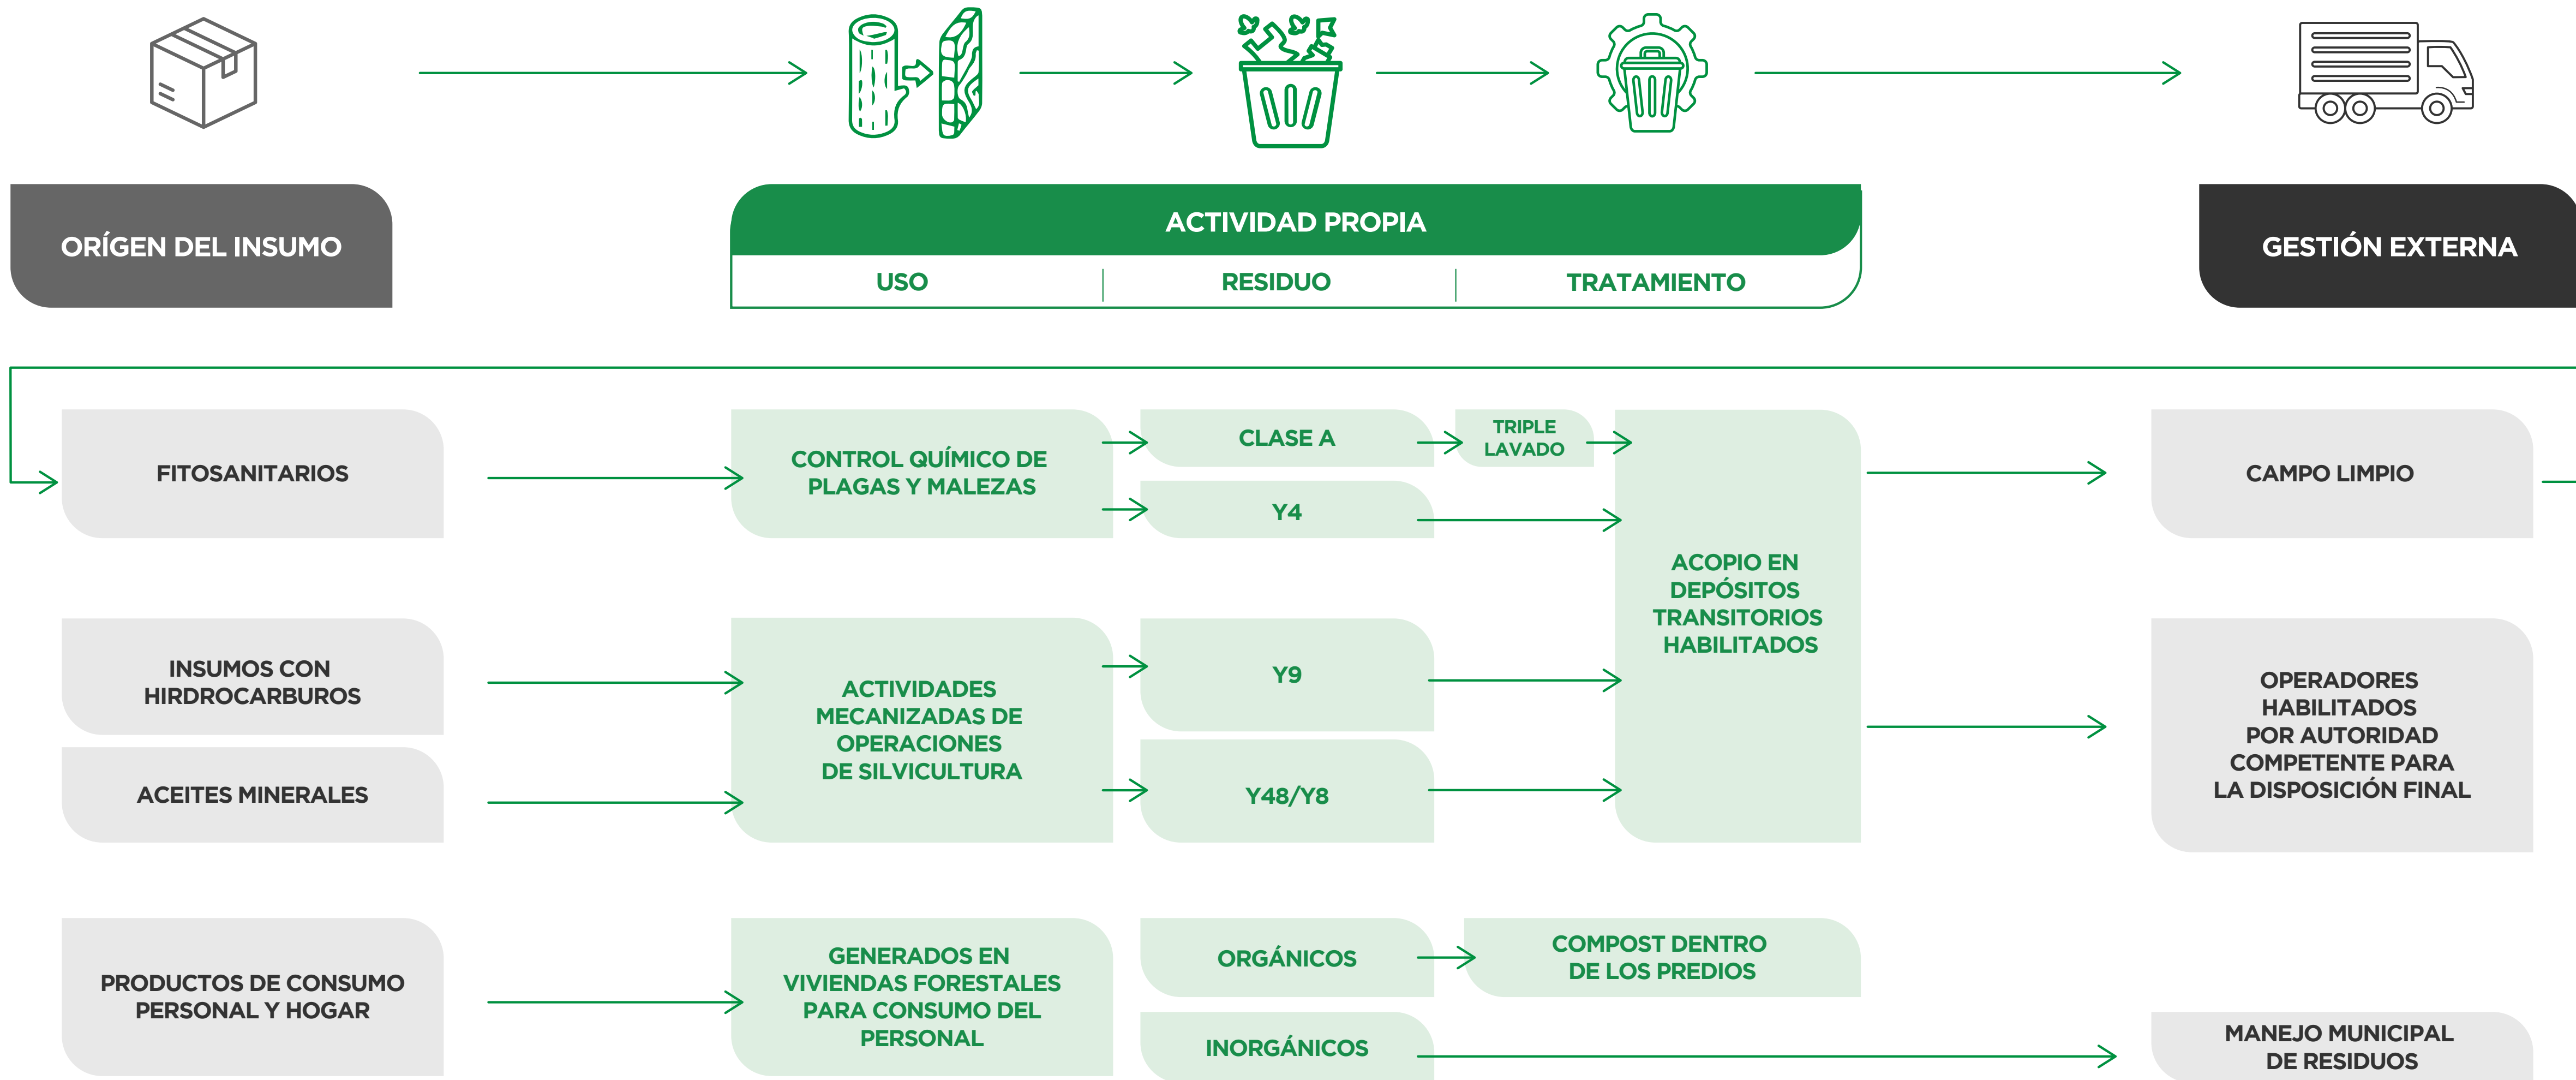 ORÍGEN DEL INSUMO
ACTIVIDAD PROPIA
USO
RESIDUO
TRATAMIENTO
GESTIÓN EXTERNA
FITOSANITARIOS
CONTROL QUÍMICO DE
PLAGAS Y MALEZAS
CLASE A
TRIPLE
LAVADO
Y4
ACOPIO EN
DEPÓSITOS
TRANSITORIOS
HABILITADOS
CAMPO LIMPIO
INSUMOS CON
HIRDROCARBUROS
ACEITES MINERALES
ACTIVIDADES
MECANIZADAS DE
OPERACIONES
DE SILVICULTURA
Y9
Y48/Y8
OPERADORES
HABILITADOS
POR AUTORIDAD
COMPETENTE PARA
LA DISPOSICIÓN FINAL
PRODUCTOS DE CONSUMO
PERSONAL Y HOGAR
GENERADOS EN
VIVIENDAS FORESTALES
PARA CONSUMO DEL
PERSONAL
ORGÁNICOS
COMPOST DENTRO
DE LOS PREDIOS
INORGÁNICOS
MANEJO MUNICIPAL
DE RESIDUOS